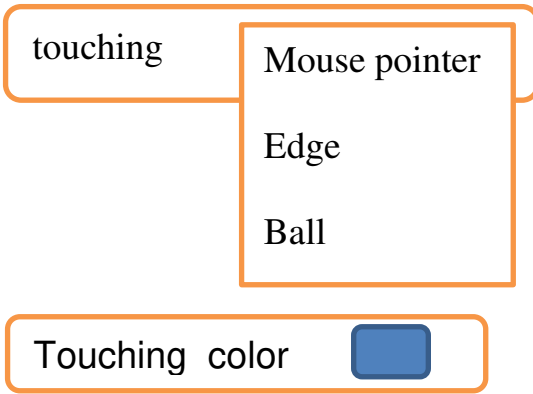 touching
Mouse pointer
Edge
Ball
Touching color